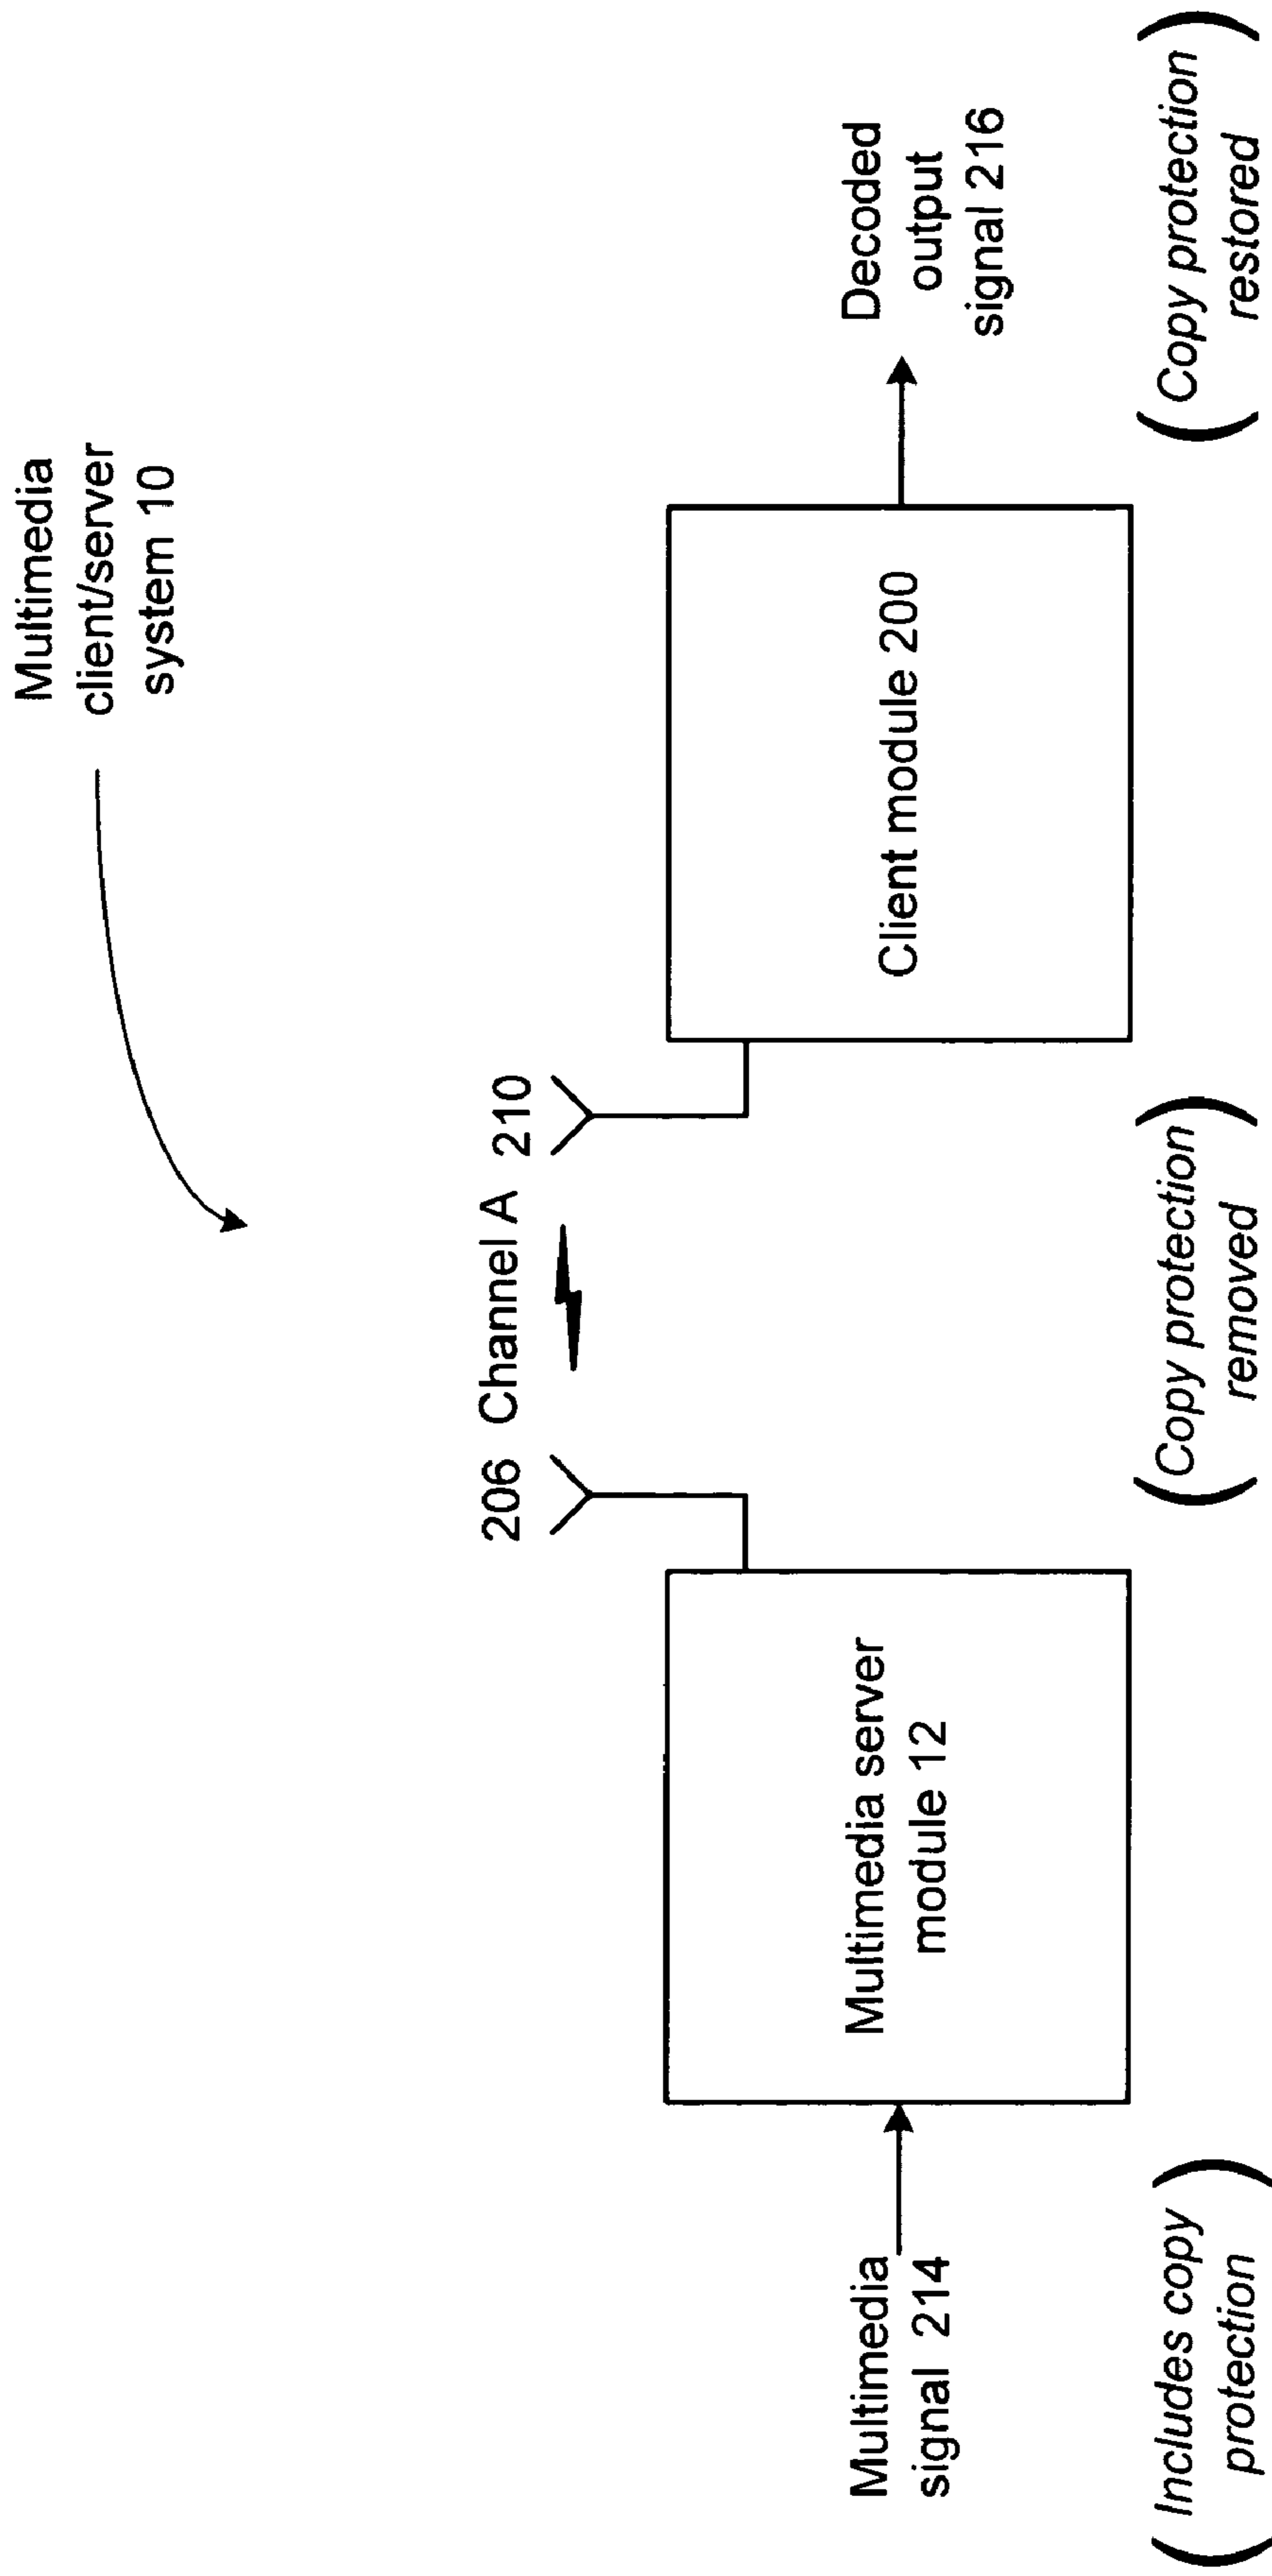 Multimedia
client/server
system 10
206 Channel A 210
Multimedia
signal 214
Multimedia server
module 12
Client module 200
Decoded
output
signal 216
(Includes copy
protection)
(Copy protection
removed)
(Copy protection
restored)